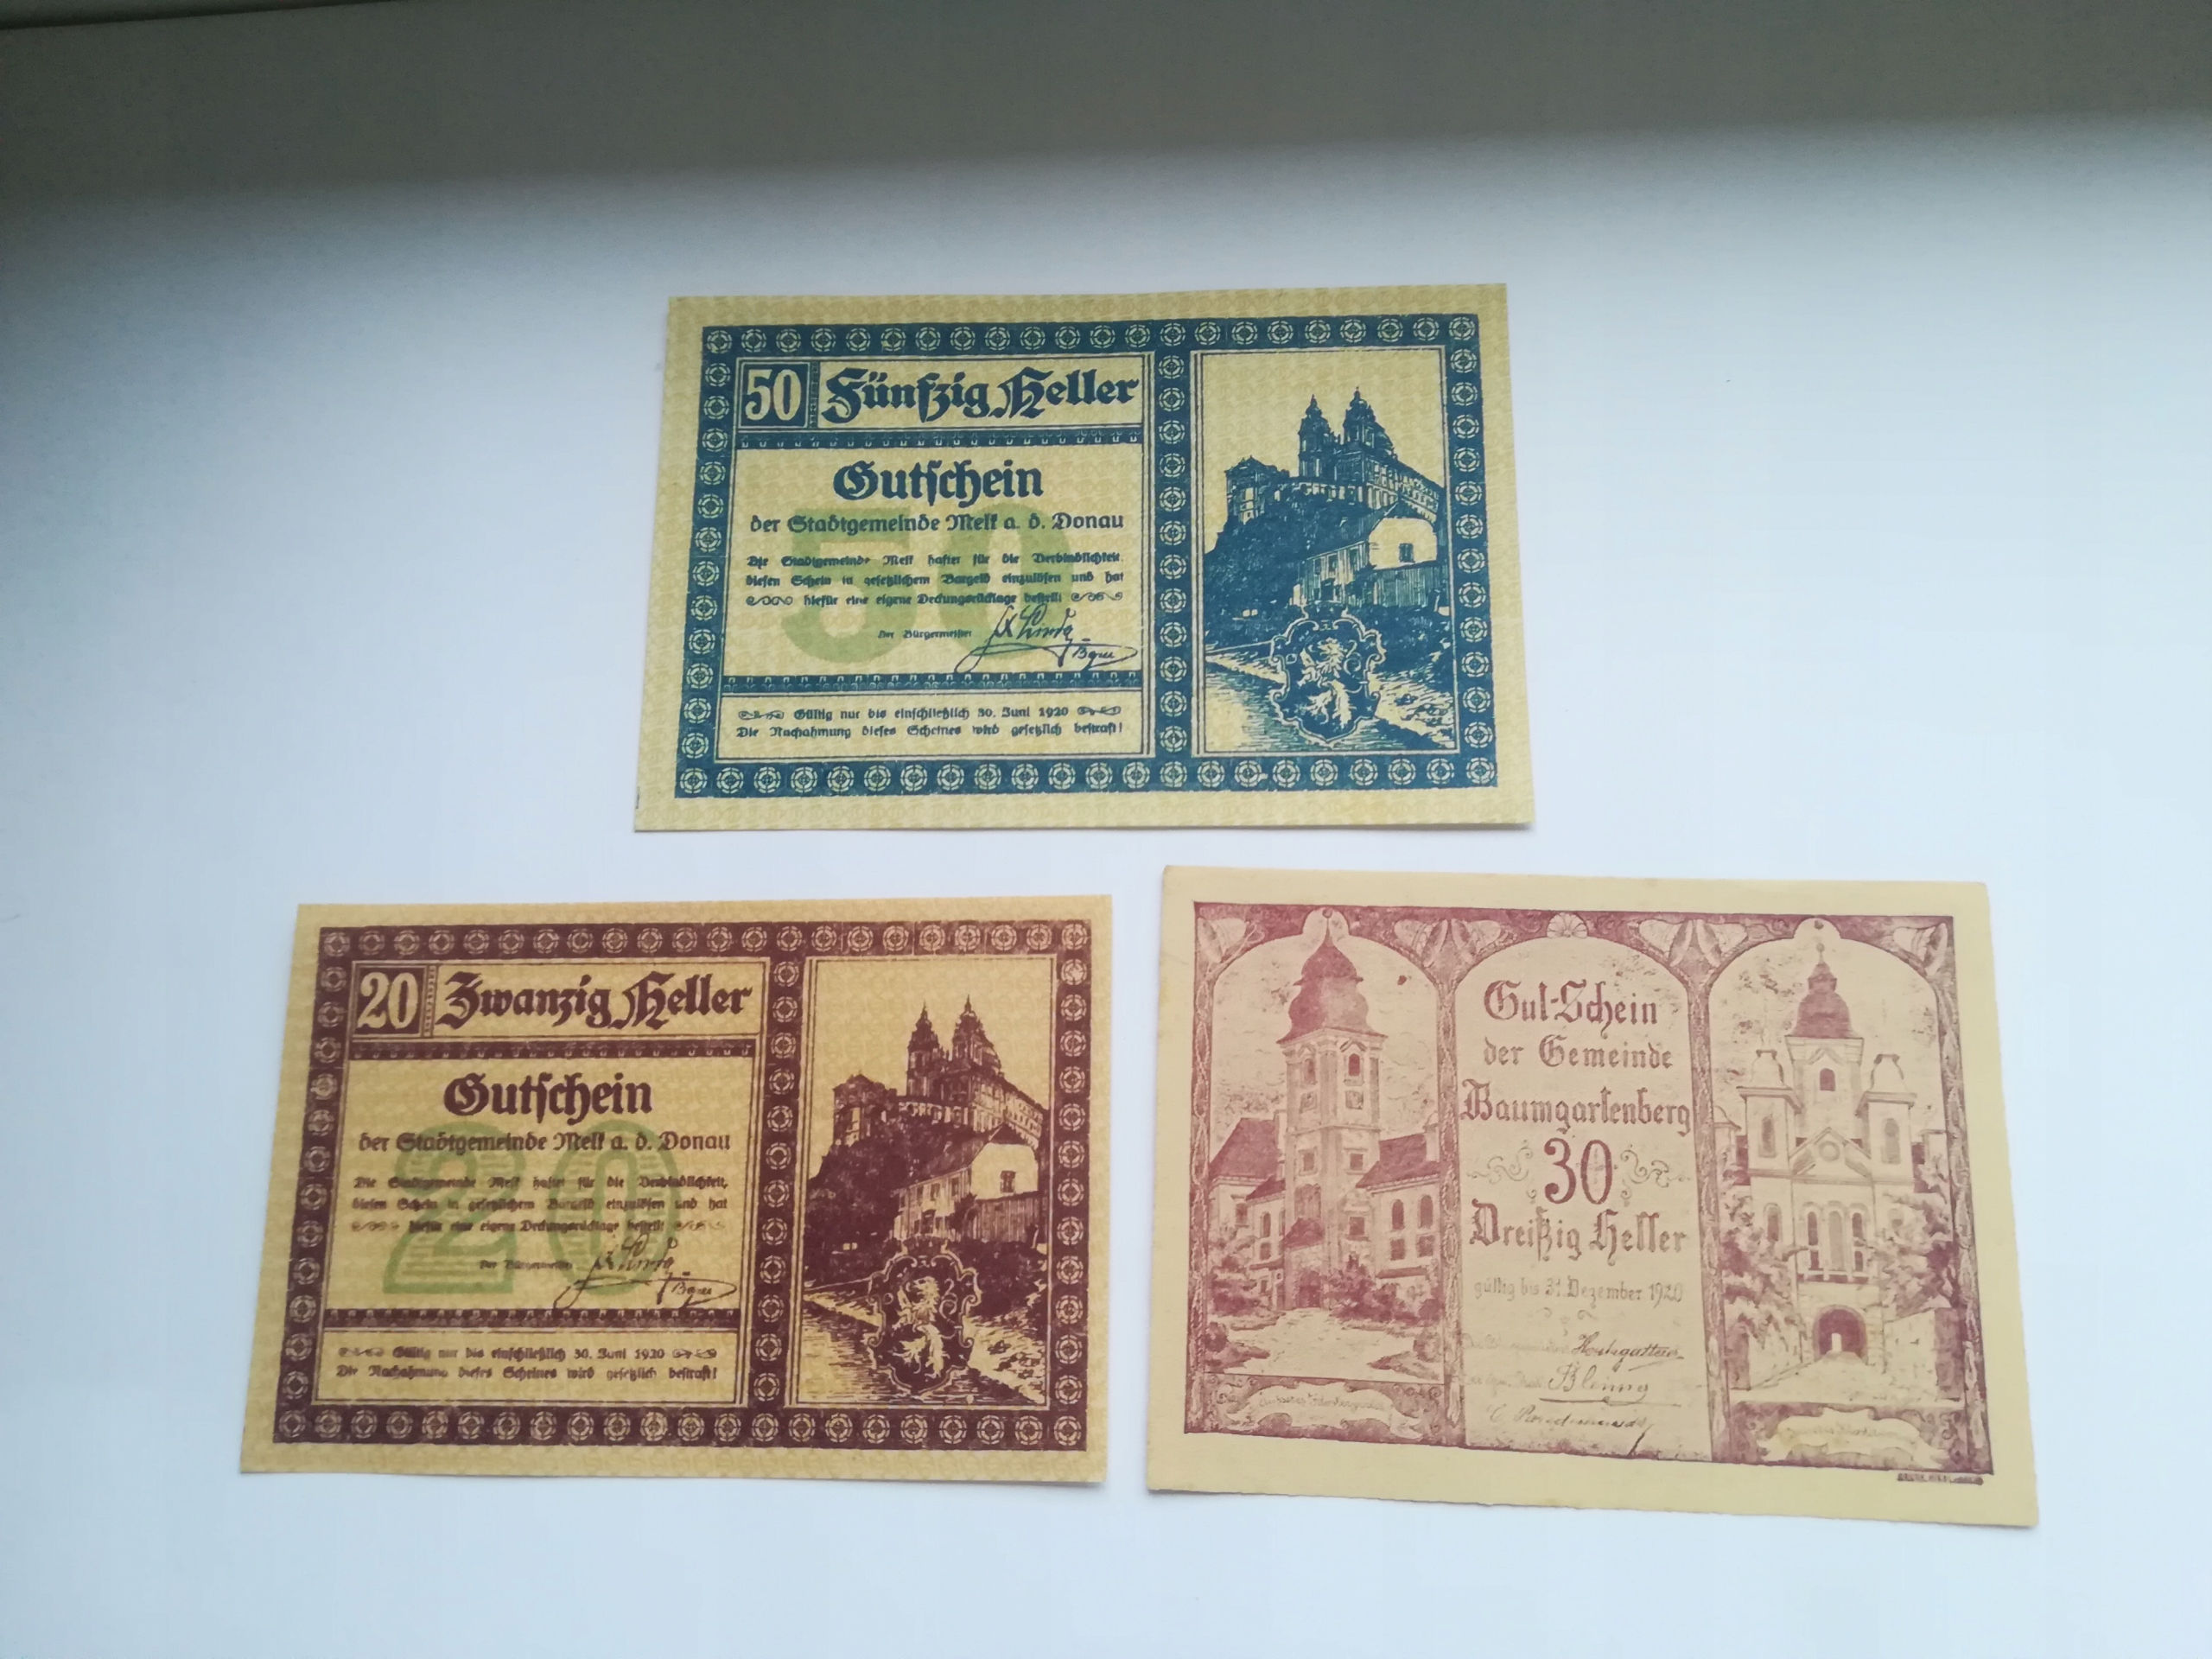 50 Fünfzig Heller
Gutschein
der Stadtgemeinde Melk a. d. Donau
50
Die Stadtgemeinde Melk haftet für die Verbindlichkeit
diesen Schein in gesetzlichem Bargeld einzulösen und hat
hiefür eine eigene Deckungsrücklage bestellt
Der Bürgermeister
Gültig nur bis einschließlich 30. Juni 1920
Die Nachahmung dieses Scheines wird gesetzlich bestraft!
20 Zwanzig Heller
Gutschein
der Stadtgemeinde Melk a. d. Donau
20
Die Stadtgemeinde Melk haftet für die Verbindlichkeit,
diesen Schein in gesetzlichem Bargeld einzulösen und hat
hiefür eine eigene Deckungsrücklage bestellt
Der Bürgermeister
Gültig nur bis einschließlich 30. Juni 1920
Die Nachahmung dieses Scheines wird gesetzlich bestraft!
Gut-Schein
der Gemeinde
Baumgartenberg
30
Dreißig Heller
gültig bis 31. Dezember 1920